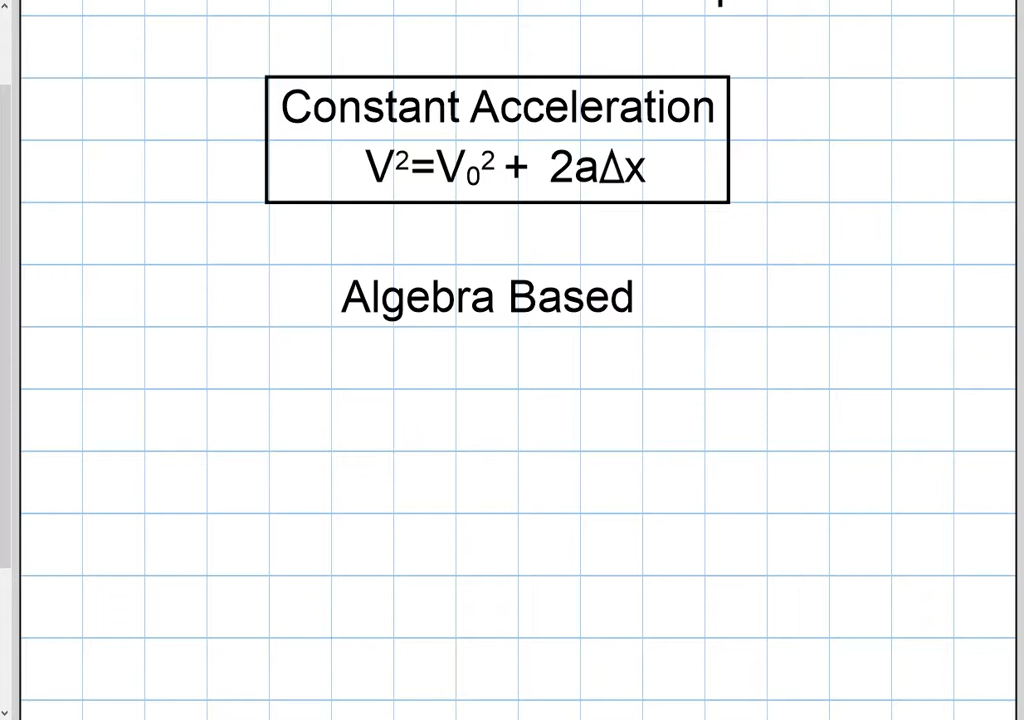 Constant Acceleration
V²=V₀² + 2aΔx
Algebra Based